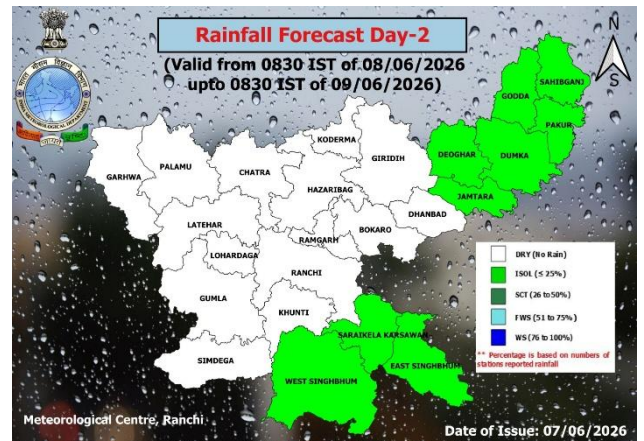 Rainfall Forecast Day-2
(Valid from 0830 IST of 08/06/2026
upto 0830 IST of 09/06/2026)
N
S
INDIA METEOROLOGICAL DEPARTMENT
SAHIBGANJ
GODDA
PAKUR
DEOGHAR
DUMKA
JAMTARA
KODERMA
GIRIDIH
PALAMU
GARHWA
CHATRA
HAZARIBAG
DHANBAD
BOKARO
LATEHAR
RAMGARH
LOHARDAGA
RANCHI
GUMLA
KHUNTI
SIMDEGA
SARAIKELA KARSAWAN
EAST SINGHBHUM
WEST SINGHBHUM
DRY (No Rain)
ISOL (≤ 25%)
SCT (26 to 50%)
FWS (51 to 75%)
WS (76 to 100%)
** Percentage is based on numbers of
stations reported rainfall
Meteorological Centre, Ranchi
Date of Issue: 07/06/2026